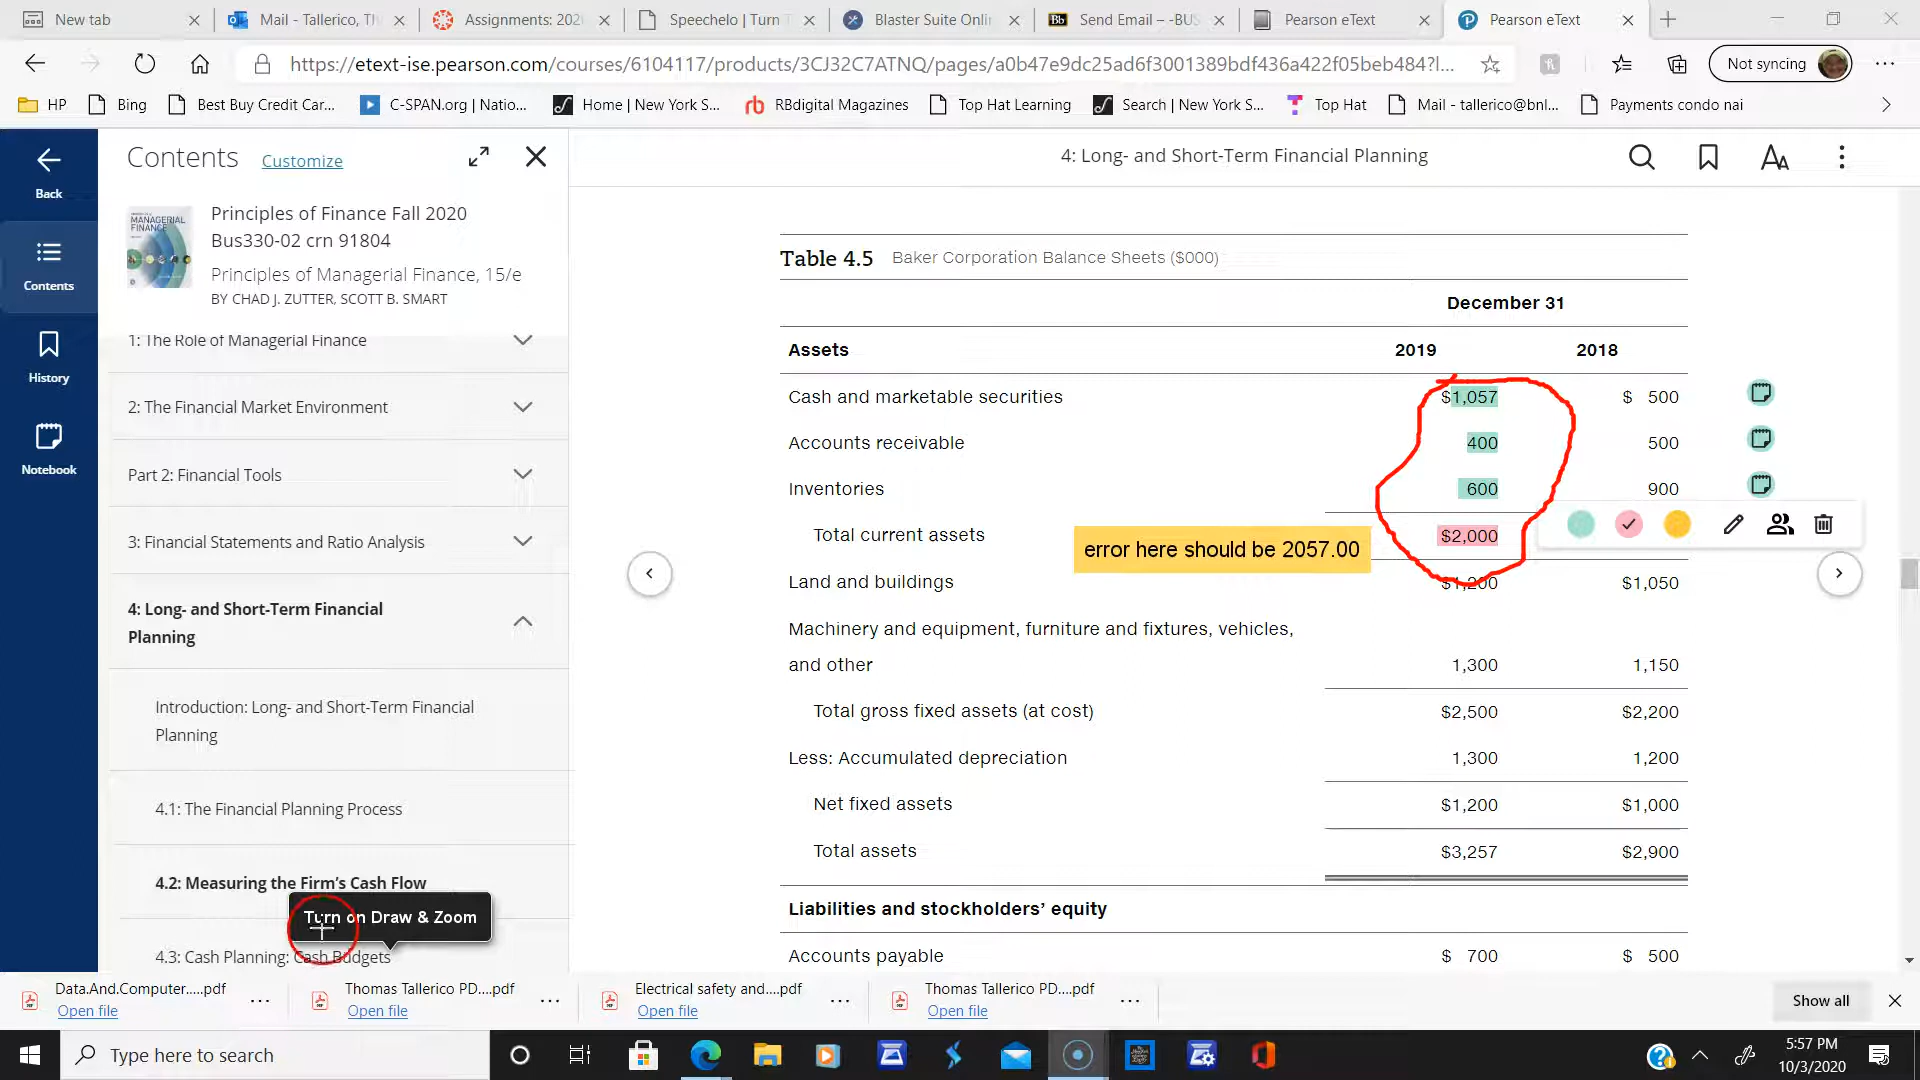 New tab
Mail - Tallerico, Th
Assignments: 202
Speechelo | Turn T
Blaster Suite Onlin
Send Email – -BUS
Pearson eText
Pearson eText
https://etext-ise.pearson.com/courses/6104117/products/3CJ32C7ATNQ/pages/a0b47e9dc25ad6f3001389bdf436a422f05beb484?l...
Not syncing
HP
Bing
Best Buy Credit Car...
C-SPAN.org | Natio...
Home | New York S...
RBdigital Magazines
Top Hat Learning
Search | New York S...
Top Hat
Mail - tallerico@bnl...
Payments condo nai
Back
Contents
History
Notebook
Contents Customize
MANAGERIAL
FINANCE
Principles of Finance Fall 2020
Bus330-02 crn 91804
Principles of Managerial Finance, 15/e
BY CHAD J. ZUTTER, SCOTT B. SMART
1: The Role of Managerial Finance
2: The Financial Market Environment
Part 2: Financial Tools
3: Financial Statements and Ratio Analysis
4: Long- and Short-Term Financial
Planning
Introduction: Long- and Short-Term Financial
Planning
4.1: The Financial Planning Process
4.2: Measuring the Firm's Cash Flow
Turn on Draw & Zoom
4.3: Cash Planning: Cash Budgets
4: Long- and Short-Term Financial Planning
Table 4.5 Baker Corporation Balance Sheets ($000)
December 31
Assets 2019 2018
Cash and marketable securities $1,057 $ 500
Accounts receivable 400 500
Inventories 600 900
Total current assets $2,000
error here should be 2057.00
Land and buildings $1,200 $1,050
Machinery and equipment, furniture and fixtures, vehicles,
and other 1,300 1,150
Total gross fixed assets (at cost) $2,500 $2,200
Less: Accumulated depreciation 1,300 1,200
Net fixed assets $1,200 $1,000
Total assets $3,257 $2,900
Liabilities and stockholders' equity
Accounts payable $ 700 $ 500
Data.And.Computer.....pdf
Open file
Thomas Tallerico PD....pdf
Open file
Electrical safety and....pdf
Open file
Thomas Tallerico PD....pdf
Open file
Show all
Type here to search
5:57 PM
10/3/2020